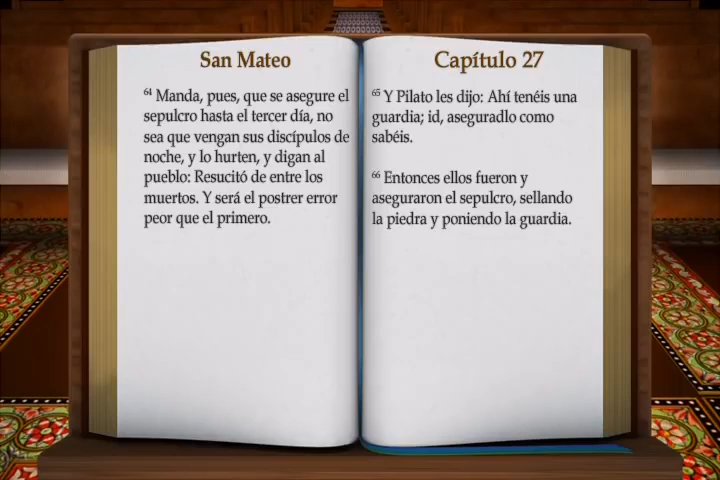 San Mateo
64 Manda, pues, que se asegure el
sepulcro hasta el tercer día, no
sea que vengan sus discípulos de
noche, y lo hurten, y digan al
pueblo: Resucitó de entre los
muertos. Y será el postrer error
peor que el primero.
Capítulo 27
65 Y Pilato les dijo: Ahí tenéis una
guardia; id, aseguradlo como
sabéis.
66 Entonces ellos fueron y
aseguraron el sepulcro, sellando
la piedra y poniendo la guardia.